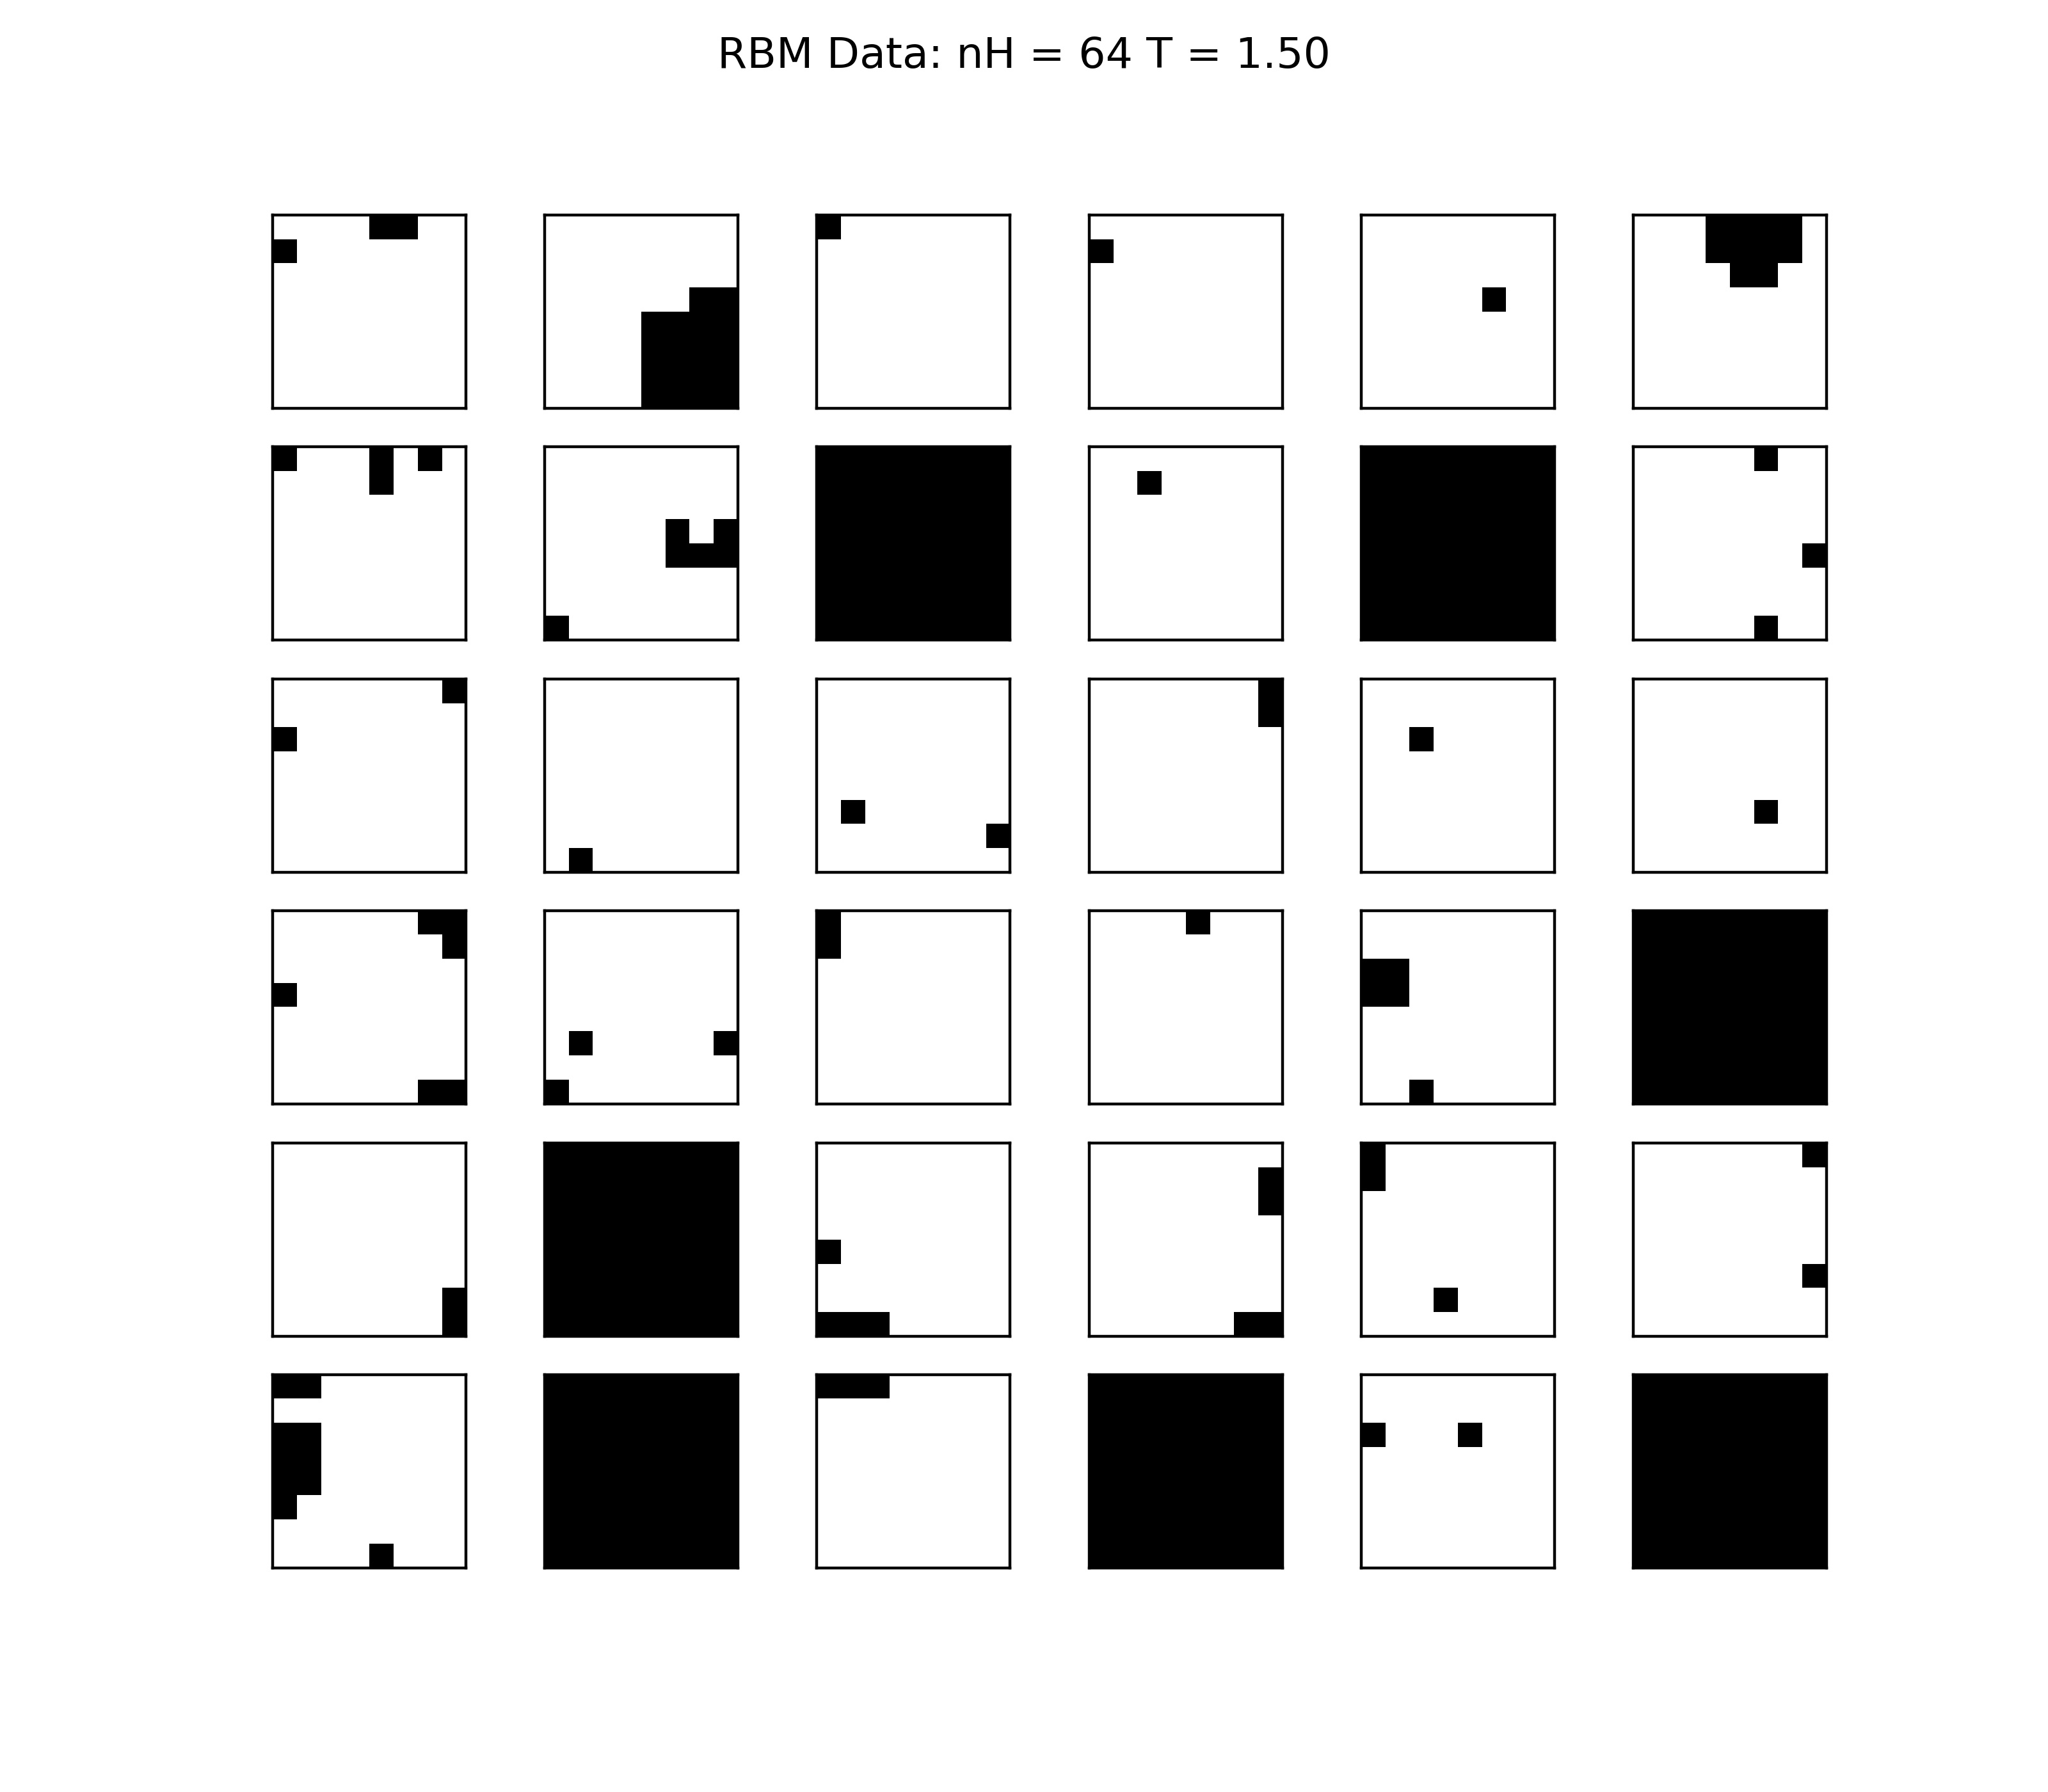 RBM Data: nH = 64 T = 1.50